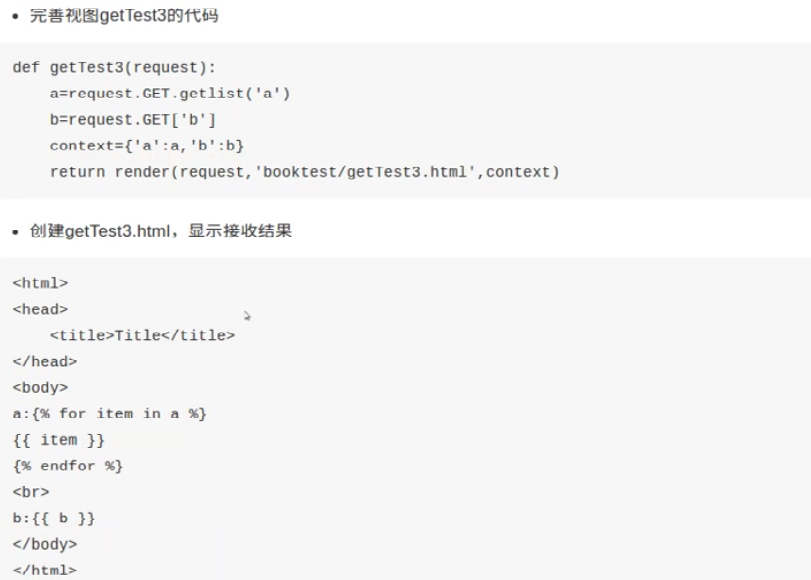 • 完善视图getTest3的代码
def getTest3(request):
    a=request.GET.getlist('a')
    b=request.GET['b']
    context={'a':a,'b':b}
    return render(request,'booktest/getTest3.html',context)
• 创建getTest3.html，显示接收结果
<html>
<head>
    <title>Title</title>
</head>
<body>
a:{% for item in a %}
{{ item }}
{% endfor %}
<br>
b:{{ b }}
</body>
</html>